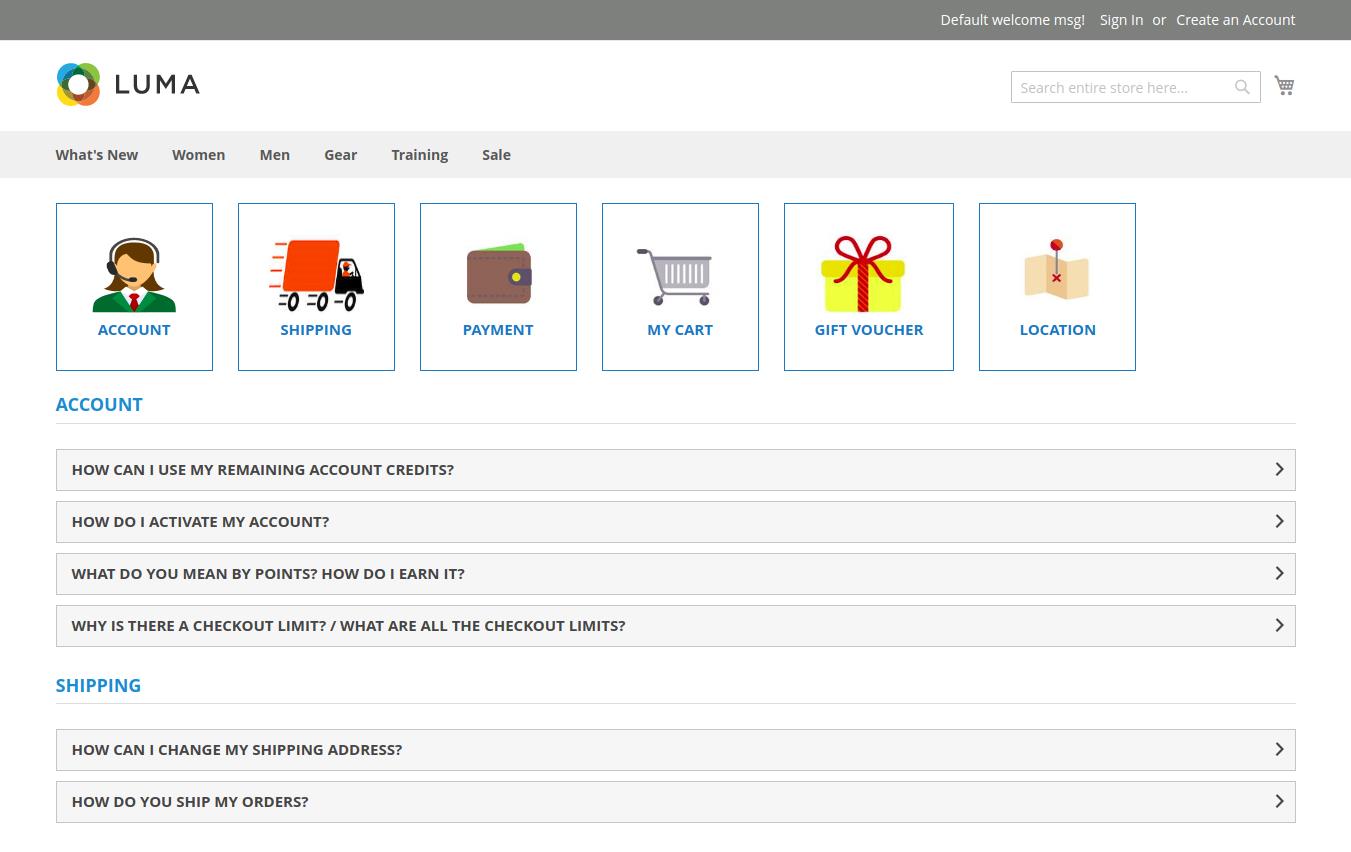 Default welcome msg! Sign In or Create an Account
LUMA
Search entire store here...
What's New Women Men Gear Training Sale
ACCOUNT SHIPPING PAYMENT MY CART GIFT VOUCHER LOCATION
ACCOUNT
HOW CAN I USE MY REMAINING ACCOUNT CREDITS?
HOW DO I ACTIVATE MY ACCOUNT?
WHAT DO YOU MEAN BY POINTS? HOW DO I EARN IT?
WHY IS THERE A CHECKOUT LIMIT? / WHAT ARE ALL THE CHECKOUT LIMITS?
SHIPPING
HOW CAN I CHANGE MY SHIPPING ADDRESS?
HOW DO YOU SHIP MY ORDERS?